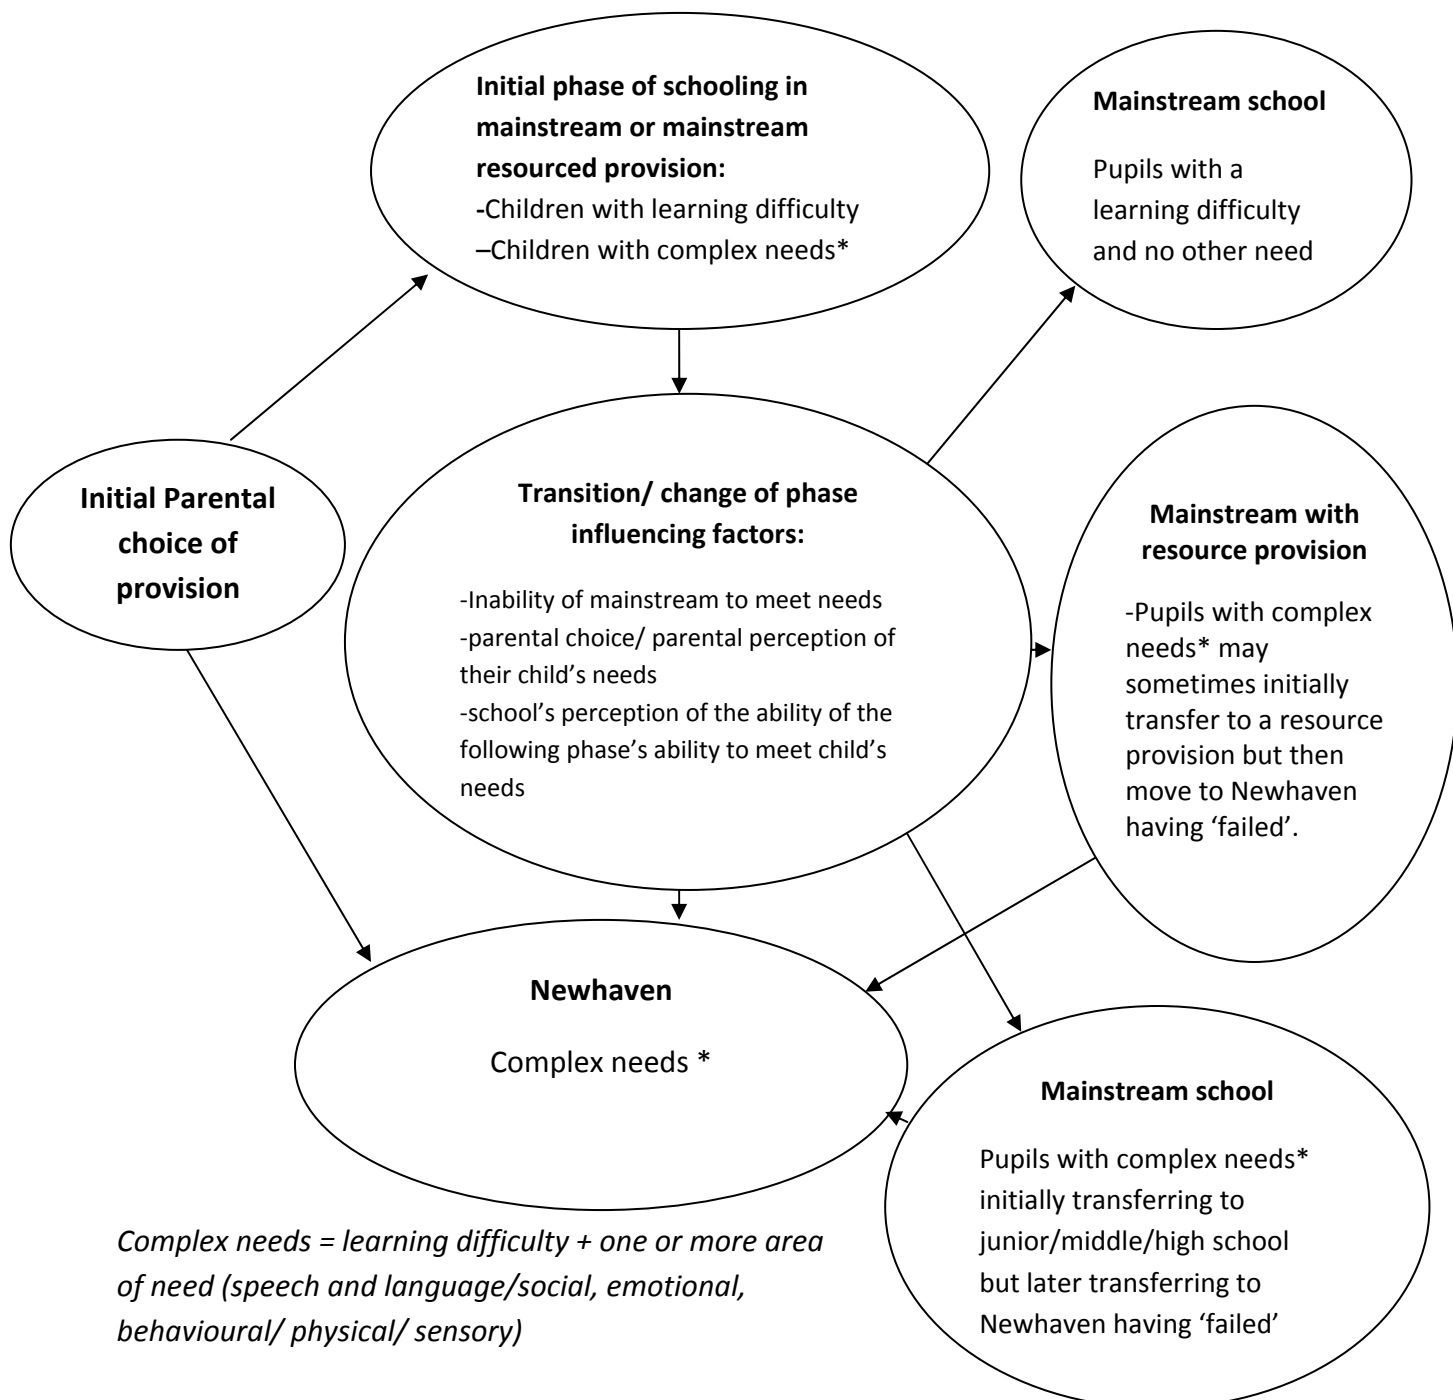 Initial phase of schooling in
mainstream or mainstream
resourced provision:
-Children with learning difficulty
–Children with complex needs*
Mainstream school
Pupils with a
learning difficulty
and no other need
Initial Parental
choice of
provision
Transition/ change of phase
influencing factors:
-Inability of mainstream to meet needs
-parental choice/ parental perception of
their child’s needs
-school’s perception of the ability of the
following phase’s ability to meet child’s
needs
Mainstream with
resource provision
-Pupils with complex
needs* may
sometimes initially
transfer to a resource
provision but then
move to Newhaven
having ‘failed’.
Newhaven
Complex needs *
Mainstream school
Pupils with complex needs*
initially transferring to
junior/middle/high school
but later transferring to
Newhaven having ‘failed’
Complex needs = learning difficulty + one or more area
of need (speech and language/social, emotional,
behavioural/ physical/ sensory)